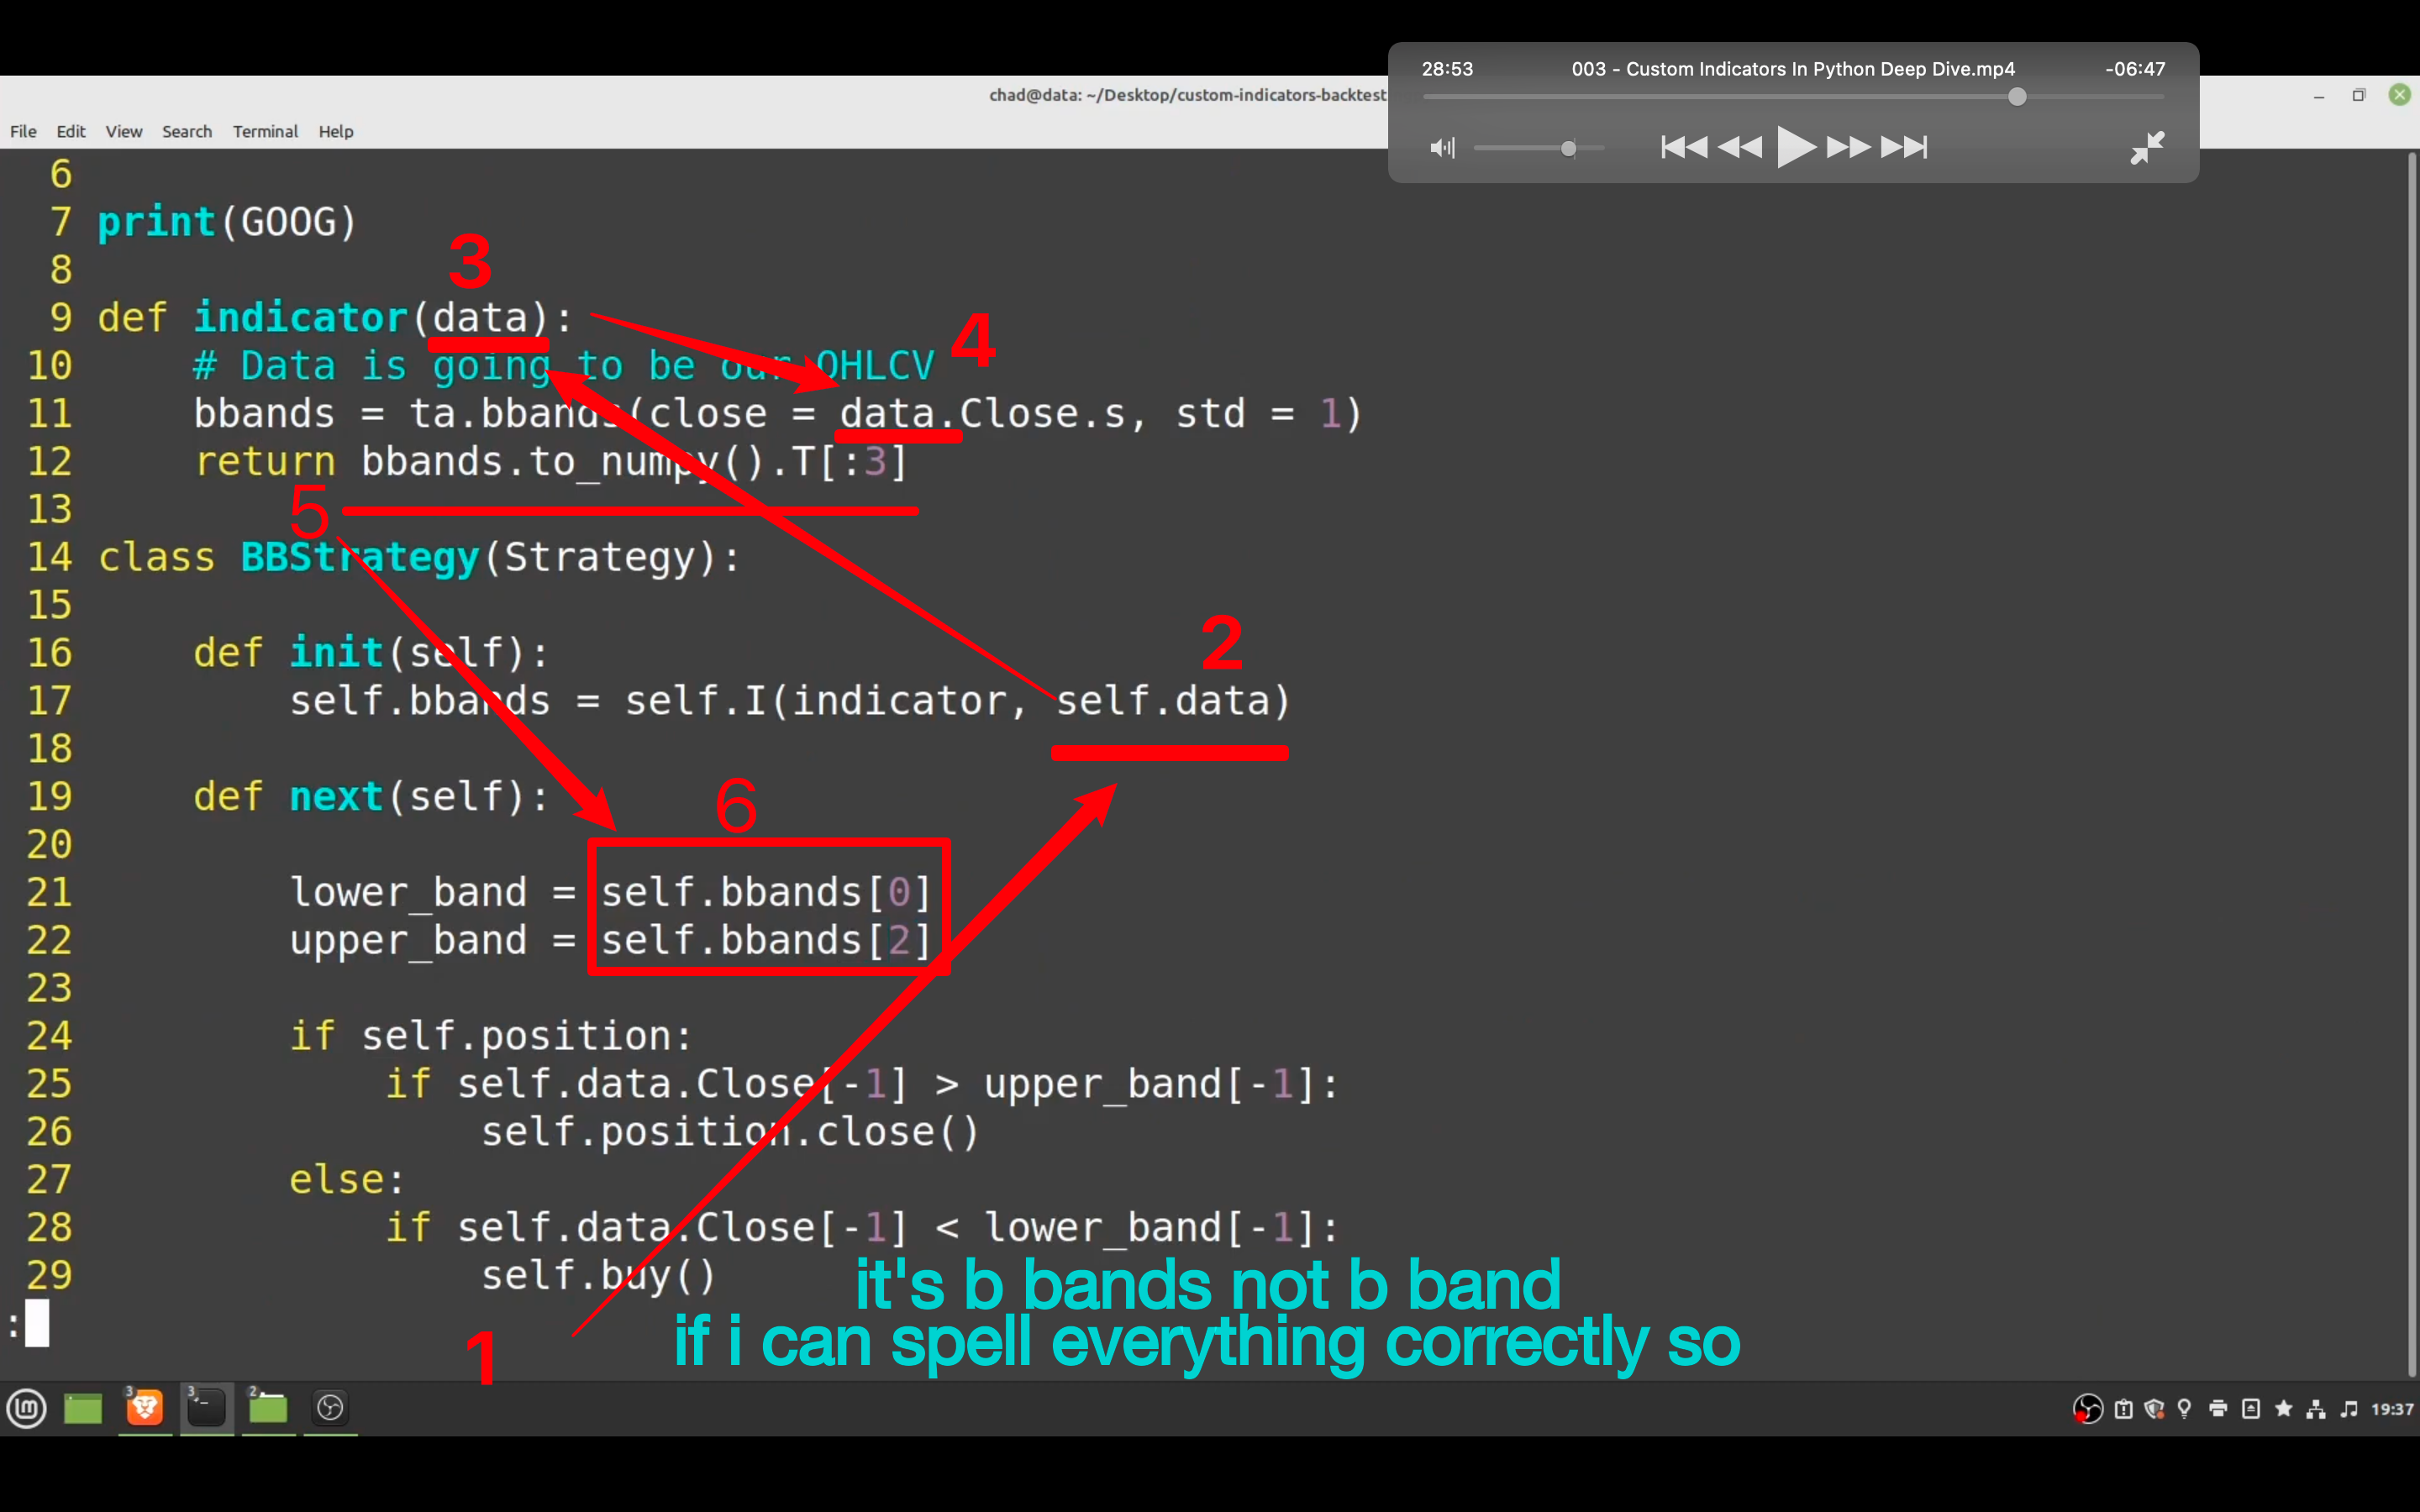 28:53 003 - Custom Indicators In Python Deep Dive.mp4 -06:47
chad@data: ~/Desktop/custom-indicators-backtest
File Edit View Search Terminal Help
6
7 print(GOOG)
3
8
9 def indicator(data):
4
10 # Data is going to be our OHLCV
11 bbands = ta.bbands(close = data.Close.s, std = 1)
12 return bbands.to_numpy().T[:3]
5
13
14 class BBStrategy(Strategy):
15
2
16 def init(self):
17 self.bbands = self.I(indicator, self.data)
18
19 def next(self):
6
20
21 lower_band = self.bbands[0]
22 upper_band = self.bbands[2]
23
24 if self.position:
25 if self.data.Close[-1] > upper_band[-1]:
26 self.position.close()
27 else:
28 if self.data.Close[-1] < lower_band[-1]:
29 self.buy()
it's b bands not b band
if i can spell everything correctly so
:
1
3 3 2
19:37